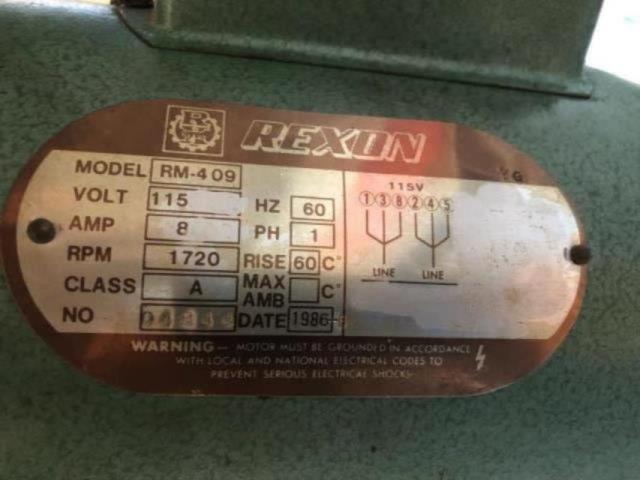 REXON
MODEL RM-409
VOLT 115 HZ 60
AMP 8 PH 1
RPM 1720 RISE 60 C°
CLASS A MAX AMB C°
NO DATE 1986-
115V
1 3 8 2 4 5
LINE LINE
WARNING — MOTOR MUST BE GROUNDED IN ACCORDANCE
WITH LOCAL AND NATIONAL ELECTRICAL CODES TO
PREVENT SERIOUS ELECTRICAL SHOCKS.